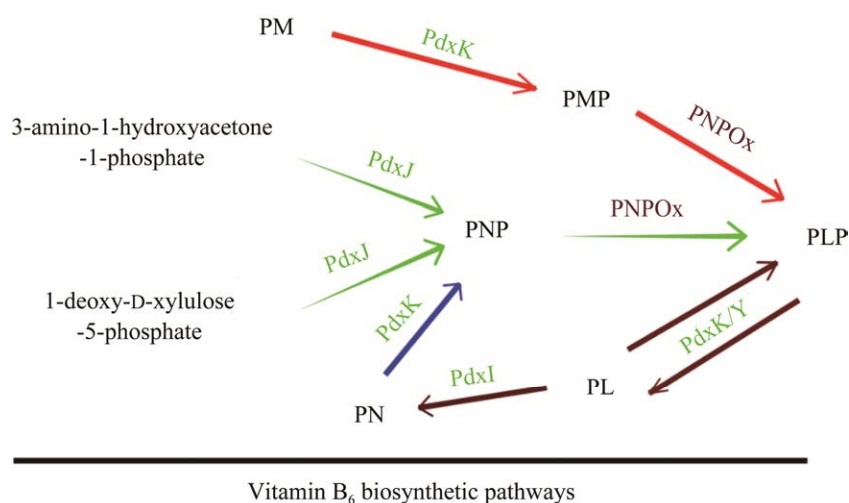 PM
PdxK
PMP
3-amino-1-hydroxyacetone
-1-phosphate
PdxJ
PNPOx
PNP
PNPOx
PLP
PdxJ
1-deoxy-D-xylulose
-5-phosphate
PdxK
PdxK/Y
PdxI
PL
PN
Vitamin B₆ biosynthetic pathways